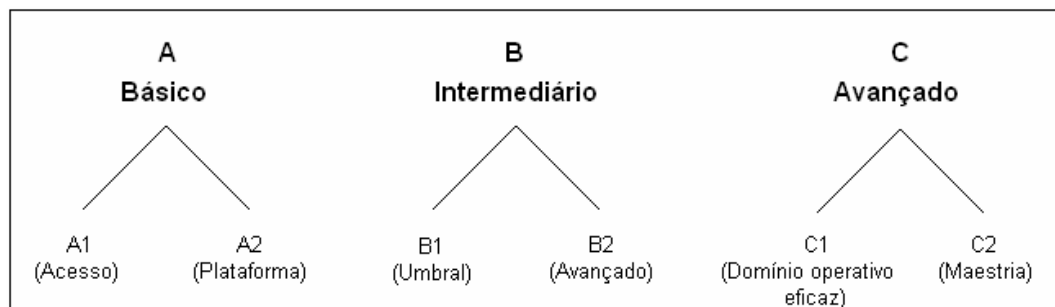 A
Básico
B
Intermediário
C
Avançado
A1
(Acesso)
A2
(Plataforma)
B1
(Umbral)
B2
(Avançado)
C1
(Domínio operativo
eficaz)
C2
(Maestria)